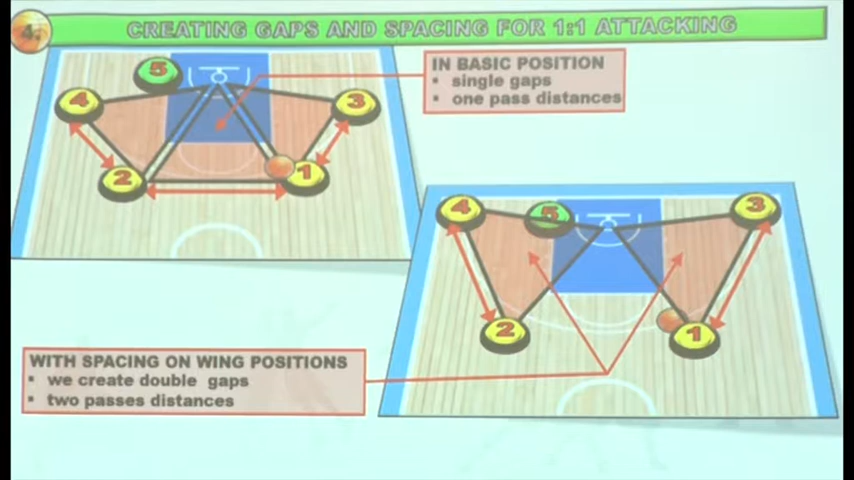 4.
CREATING GAPS AND SPACING FOR 1:1 ATTACKING
IN BASIC POSITION
▪ single gaps
▪ one pass distances
5
4
3
2
1
4
5
3
2
1
WITH SPACING ON WING POSITIONS
▪ we create double gaps
▪ two passes distances